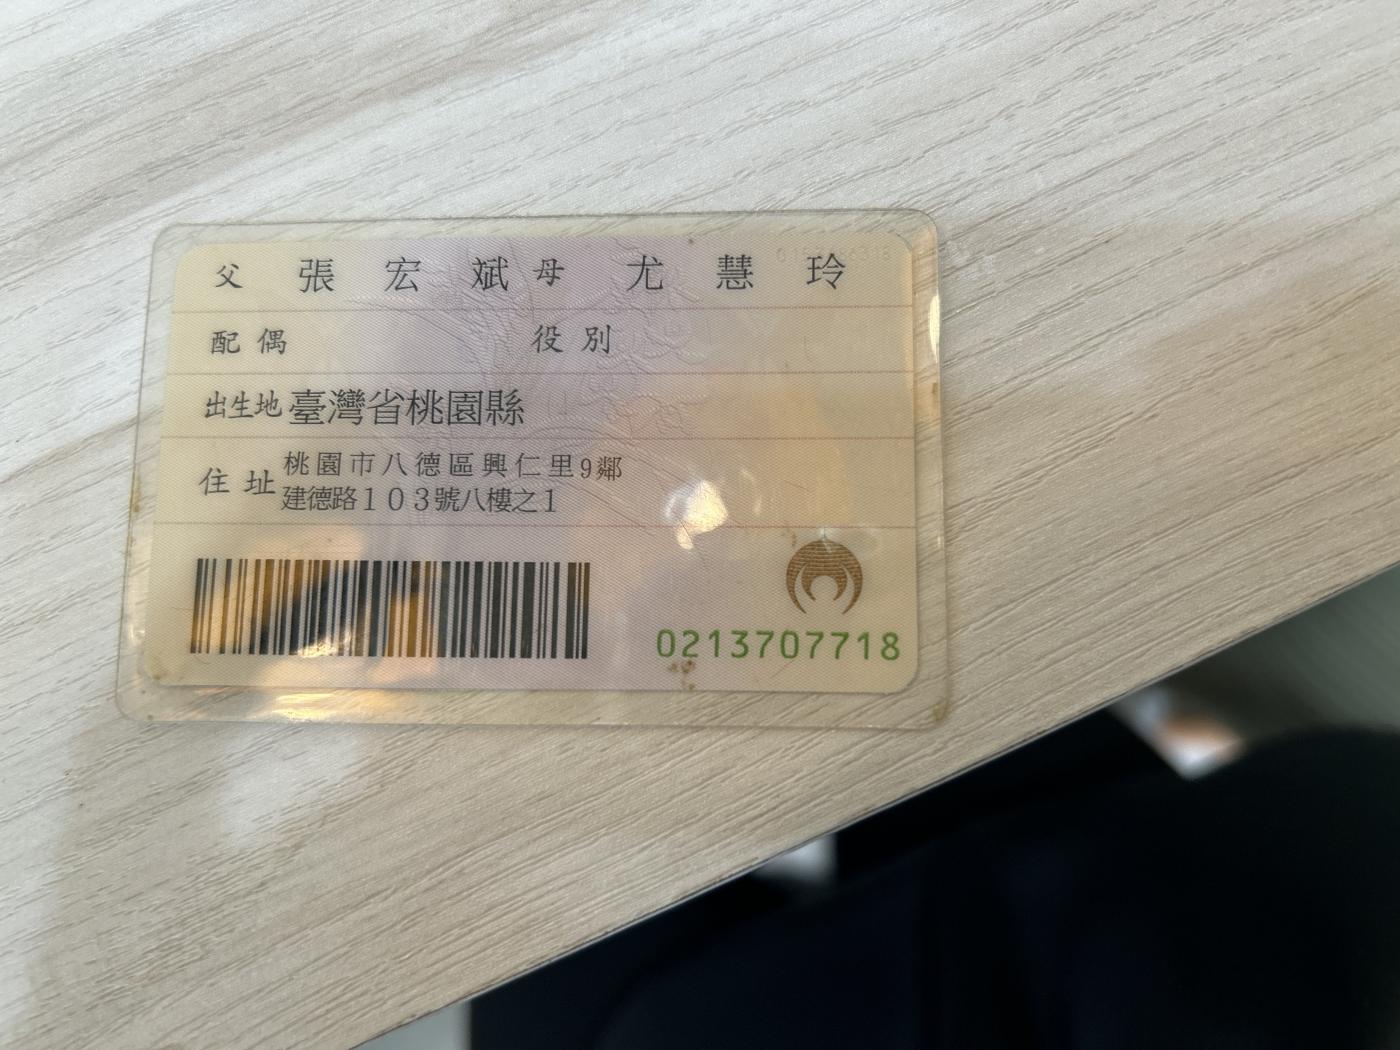 父 張宏斌 母 尤慧玲
配偶 役別
出生地 臺灣省桃園縣
住址 桃園市八德區興仁里9鄰
建德路103號八樓之1
0213707718